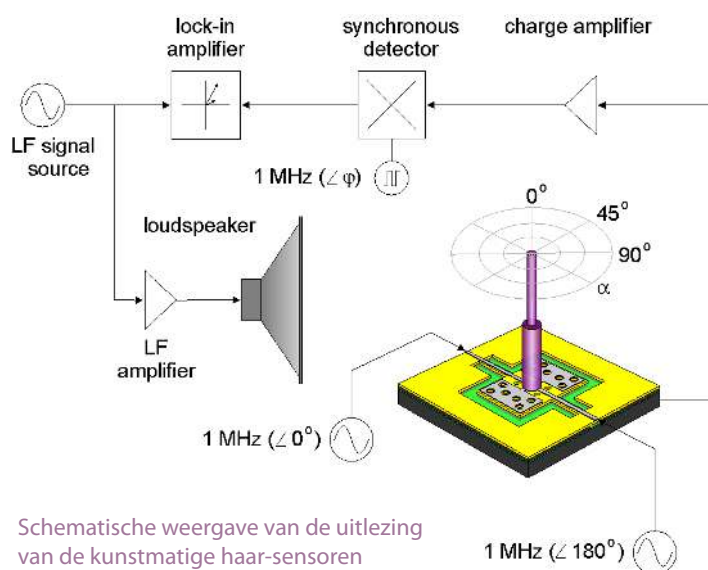 lock-in
amplifier
synchronous
detector
charge amplifier
LF signal
source
1 MHz (∠φ)
loudspeaker
0°
45°
90°
α
LF
amplifier
1 MHz (∠0°)
1 MHz (∠180°)
Schematische weergave van de uitlezing
van de kunstmatige haar-sensoren